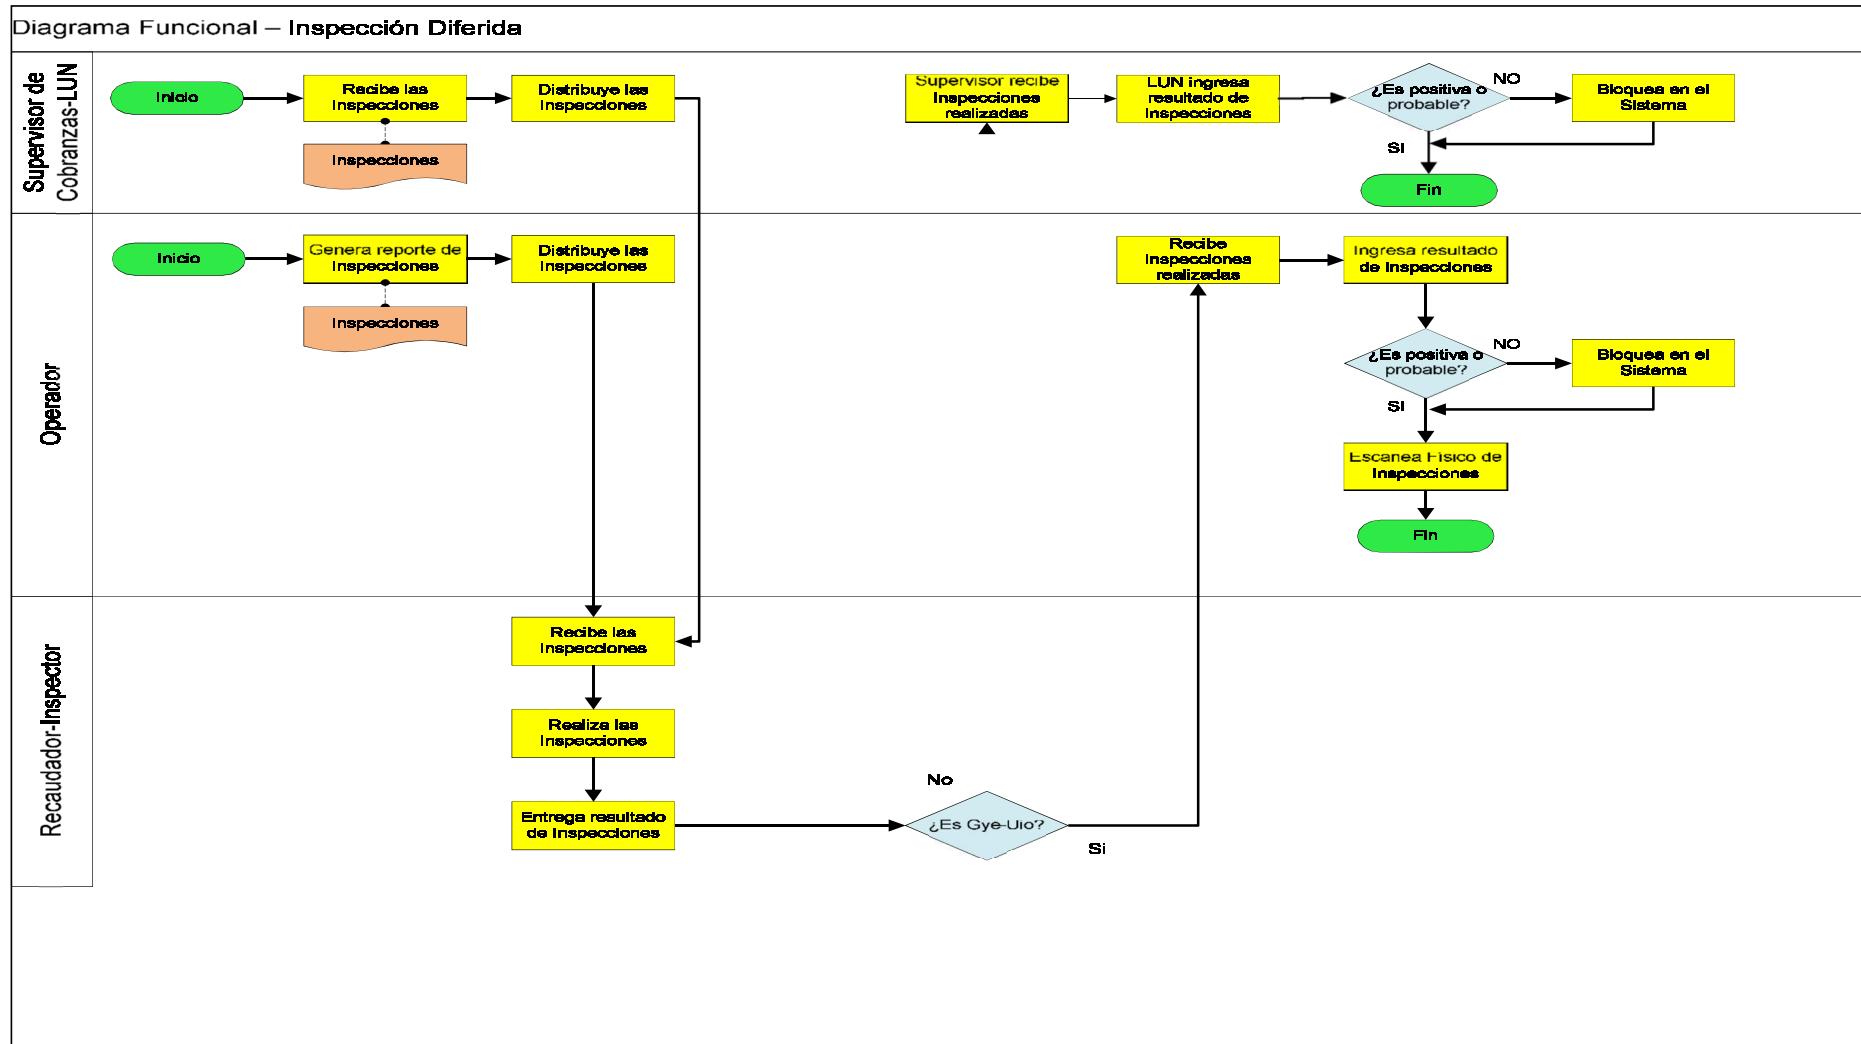 Diagrama Funcional – Inspección Diferida
Supervisor de
Cobranzas-LUN
Inicio
Recibe las
Inspecciones
Distribuye las
Inspecciones
Inspecciones
Supervisor recibe
Inspecciones
realizadas
LUN ingresa
resultado de
Inspecciones
¿Es positiva o
probable?
NO
Bloquea en el
Sistema
SI
Fin
Operador
Inicio
Genera reporte de
Inspecciones
Distribuye las
Inspecciones
Inspecciones
Recibe
Inspecciones
realizadas
Ingresa resultado
de Inspecciones
¿Es positiva o
probable?
NO
Bloquea en el
Sistema
SI
Escanea Físico de
Inspecciones
Fin
Recaudador-Inspector
Recibe las
Inspecciones
Realiza las
Inspecciones
Entrega resultado
de Inspecciones
No
¿Es Gye-Uio?
Si